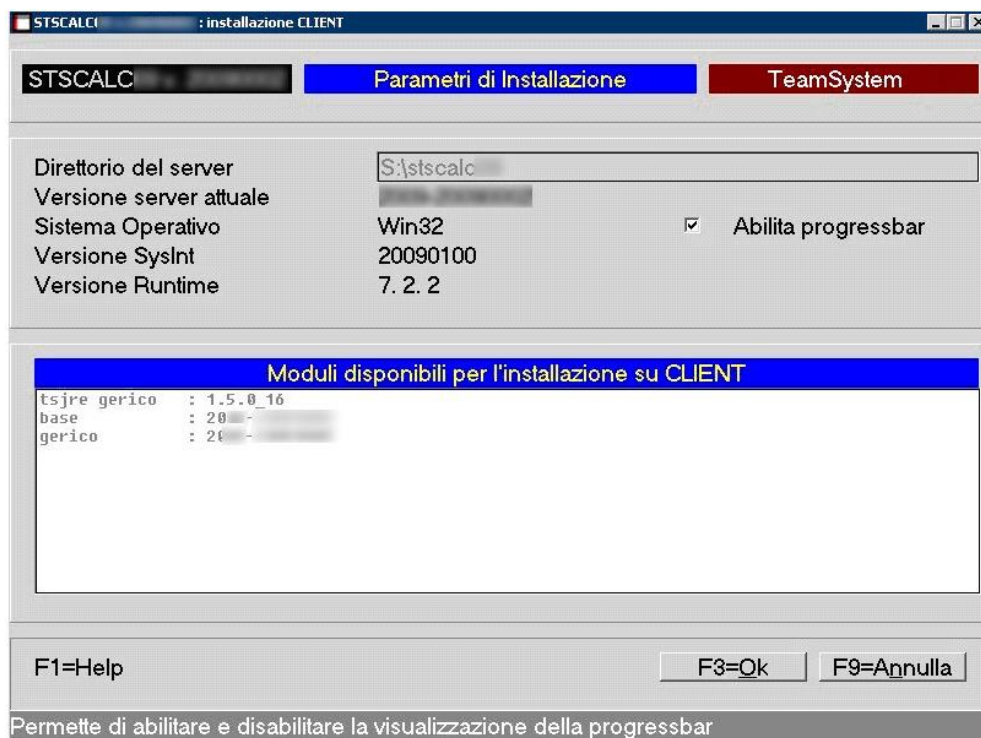 STSCALC : installazione CLIENT
STSCALC Parametri di Installazione TeamSystem
Direttorio del server S:\stscalc
Versione server attuale
Sistema Operativo Win32 Abilita progressbar
Versione SysInt 20090100
Versione Runtime 7. 2. 2
Moduli disponibili per l'installazione su CLIENT
tsjre gerico : 1.5.0_16
base :
gerico :
F1=Help F3=Ok F9=Annulla
Permette di abilitare e disabilitare la visualizzazione della progressbar